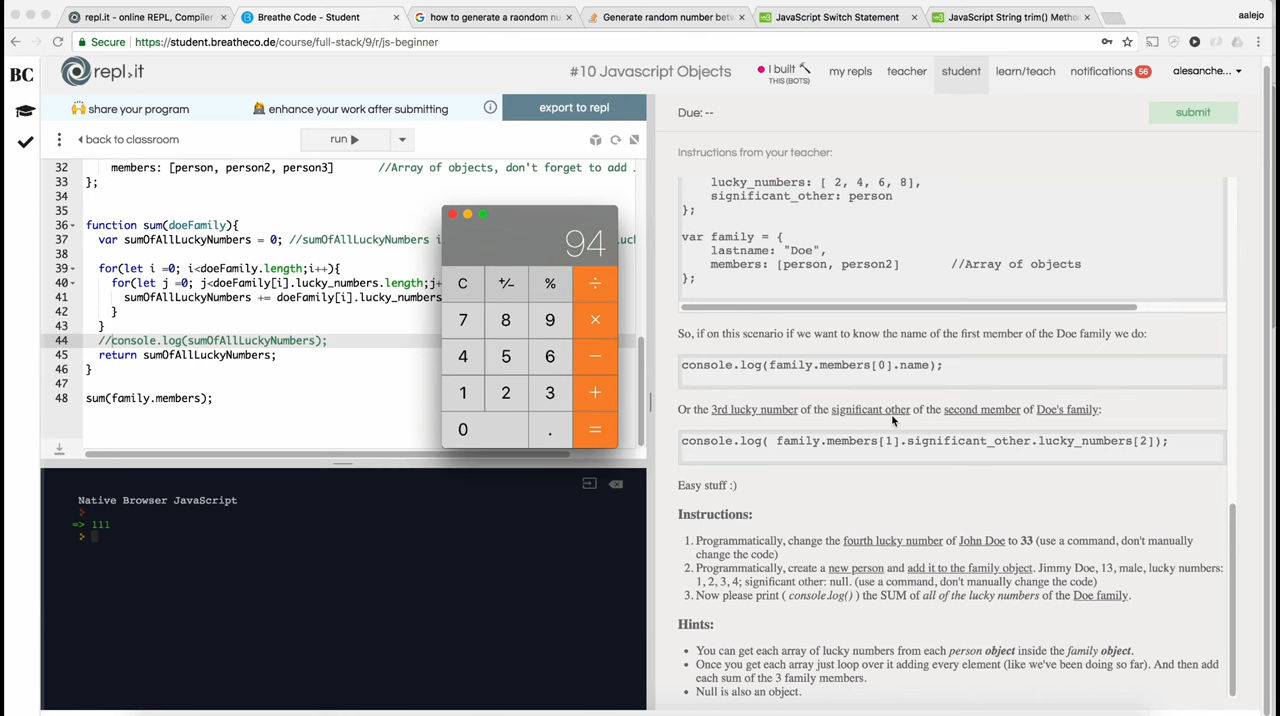 repl.it - online REPL, Compiler
Breathe Code - Student
how to generate a raondom nu
Generate random number betw
JavaScript Switch Statement
JavaScript String trim() Metho
aalejo
Secure
https://student.breatheco.de/course/full-stack/9/r/js-beginner
BC
repl.it
#10 Javascript Objects
I built
THIS (BOTS)
my repls
teacher
student
learn/teach
notifications 56
alesanche...
share your program
enhance your work after submitting
export to repl
Due: --
submit
back to classroom
run
Instructions from your teacher:
32 members: [person, person2, person3] //Array of objects, don't forget to add
33 };
34
35
36 function sum(doeFamily){
37 var sumOfAllLuckyNumbers = 0; //sumOfAllLuckyNumbers i
38
39 for(let i =0; i<doeFamily.length;i++){
40 for(let j =0; j<doeFamily[i].lucky_numbers.length;j+
41 sumOfAllLuckyNumbers += doeFamily[i].lucky_numbers
42 }
43 }
44 //console.log(sumOfAllLuckyNumbers);
45 return sumOfAllLuckyNumbers;
46 }
47
48 sum(family.members);
94
C +/− % ÷
7 8 9 ×
4 5 6 −
1 2 3 +
0 . =
Native Browser JavaScript
=> 111
lucky_numbers: [ 2, 4, 6, 8],
significant_other: person
};
var family = {
lastname: "Doe",
members: [person, person2] //Array of objects
};
So, if on this scenario if we want to know the name of the first member of the Doe family we do:
console.log(family.members[0].name);
Or the 3rd lucky number of the significant other of the second member of Doe's family:
console.log( family.members[1].significant_other.lucky_numbers[2]);
Easy stuff :)
Instructions:
1. Programmatically, change the fourth lucky number of John Doe to 33 (use a command, don't manually
change the code)
2. Programmatically, create a new person and add it to the family object. Jimmy Doe, 13, male, lucky numbers:
1, 2, 3, 4; significant other: null. (use a command, don't manually change the code)
3. Now please print ( console.log() ) the SUM of all of the lucky numbers of the Doe family.
Hints:
• You can get each array of lucky numbers from each person object inside the family object.
• Once you get each array just loop over it adding every element (like we've been doing so far). And then add
each sum of the 3 family members.
• Null is also an object.